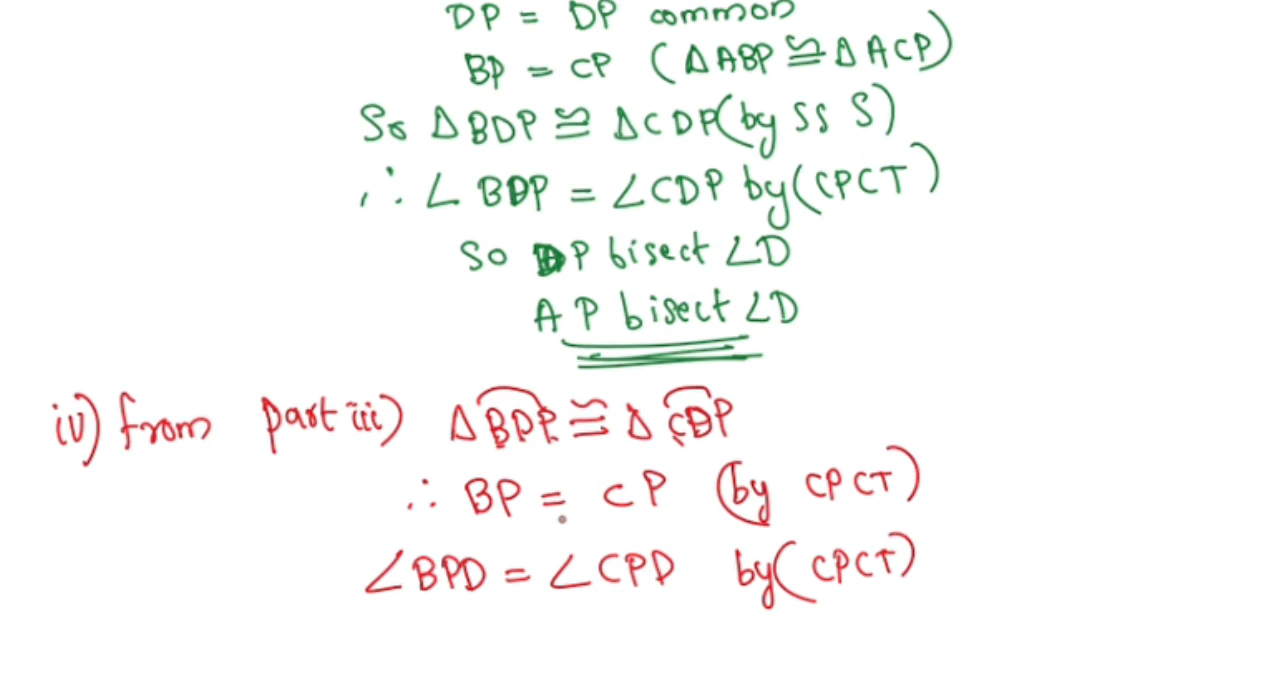 DP = DP common
BP = CP (ΔABP ≅ ΔACP)
So ΔBDP ≅ ΔCDP (by SS S)
∴ ∠BDP = ∠CDP by (CPCT)
So DP bisect ∠D
AP bisect ∠D
iv) from part iii) ΔBDP ≅ ΔCDP
∴ BP = CP (by CPCT)
∠BPD = ∠CPD by (CPCT)